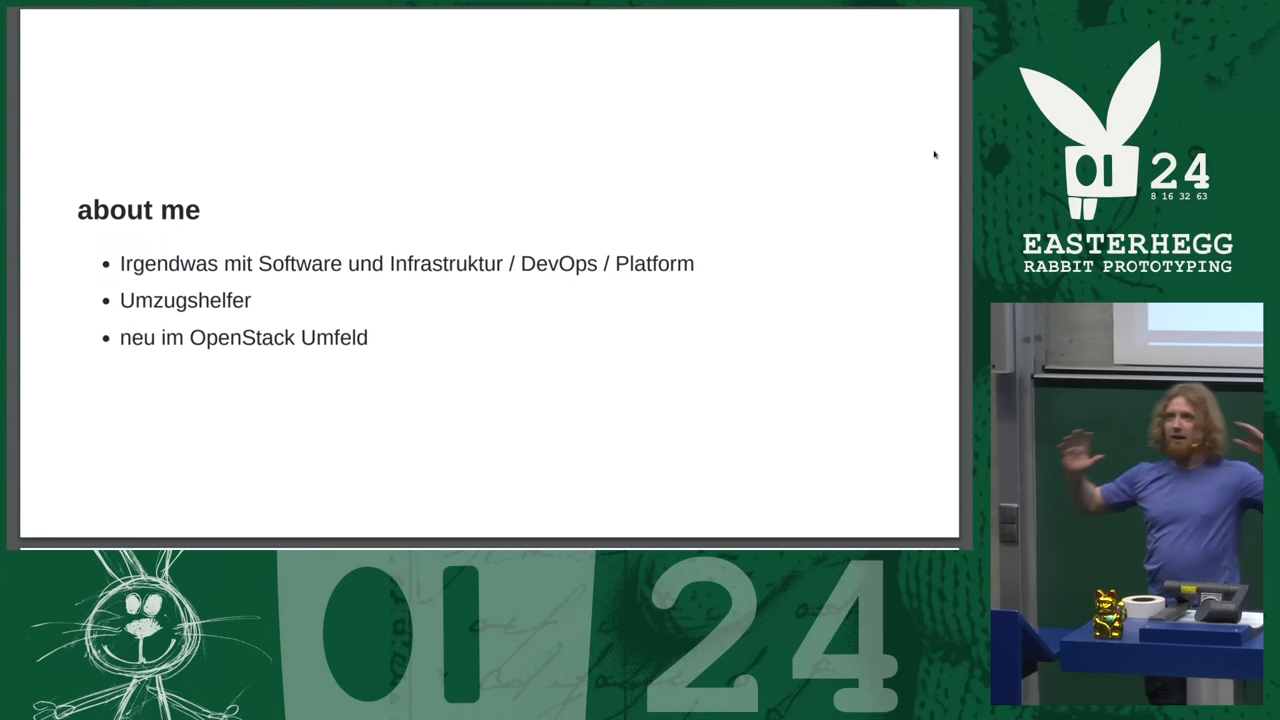 about me
Irgendwas mit Software und Infrastruktur / DevOps / Platform
Umzugshelfer
neu im OpenStack Umfeld
24
8 16 32 63
EASTERHEGG
RABBIT PROTOTYPING
24